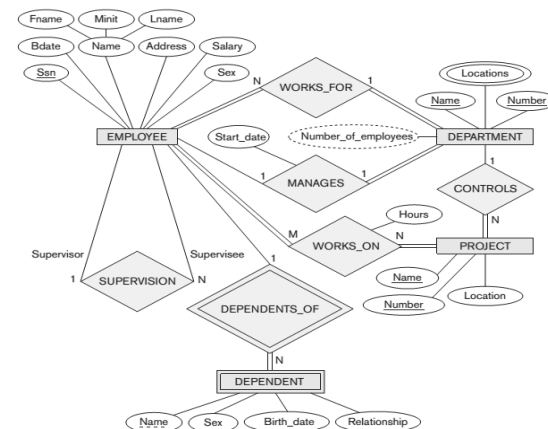 Fname Minit Lname
Bdate Name Address Salary
Ssn Sex
N WORKS_FOR 1
Locations
Name Number
EMPLOYEE Start_date Number_of_employees DEPARTMENT
1 MANAGES 1
1
CONTROLS
Hours
M WORKS_ON N N
PROJECT
Supervisor Supervisee
1 SUPERVISION N 1
Name
Number Location
DEPENDENTS_OF
N
DEPENDENT
Name Sex Birth_date Relationship